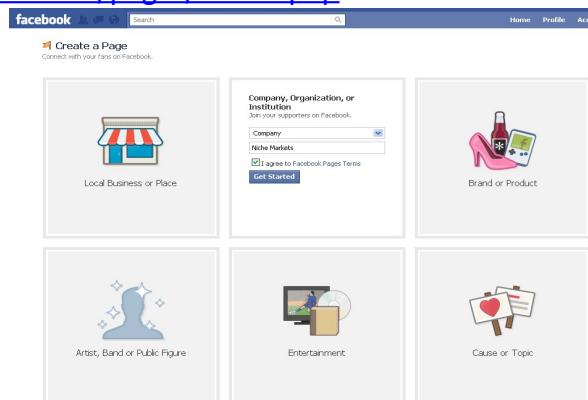 facebook Search Home Profile
Create a Page
Connect with your fans on Facebook.
Company, Organization, or
Institution
Join your supporters on Facebook.
Company
Niche Markets
I agree to Facebook Pages Terms
Get Started
Local Business or Place
Brand or Product
Artist, Band or Public Figure
Entertainment
Cause or Topic